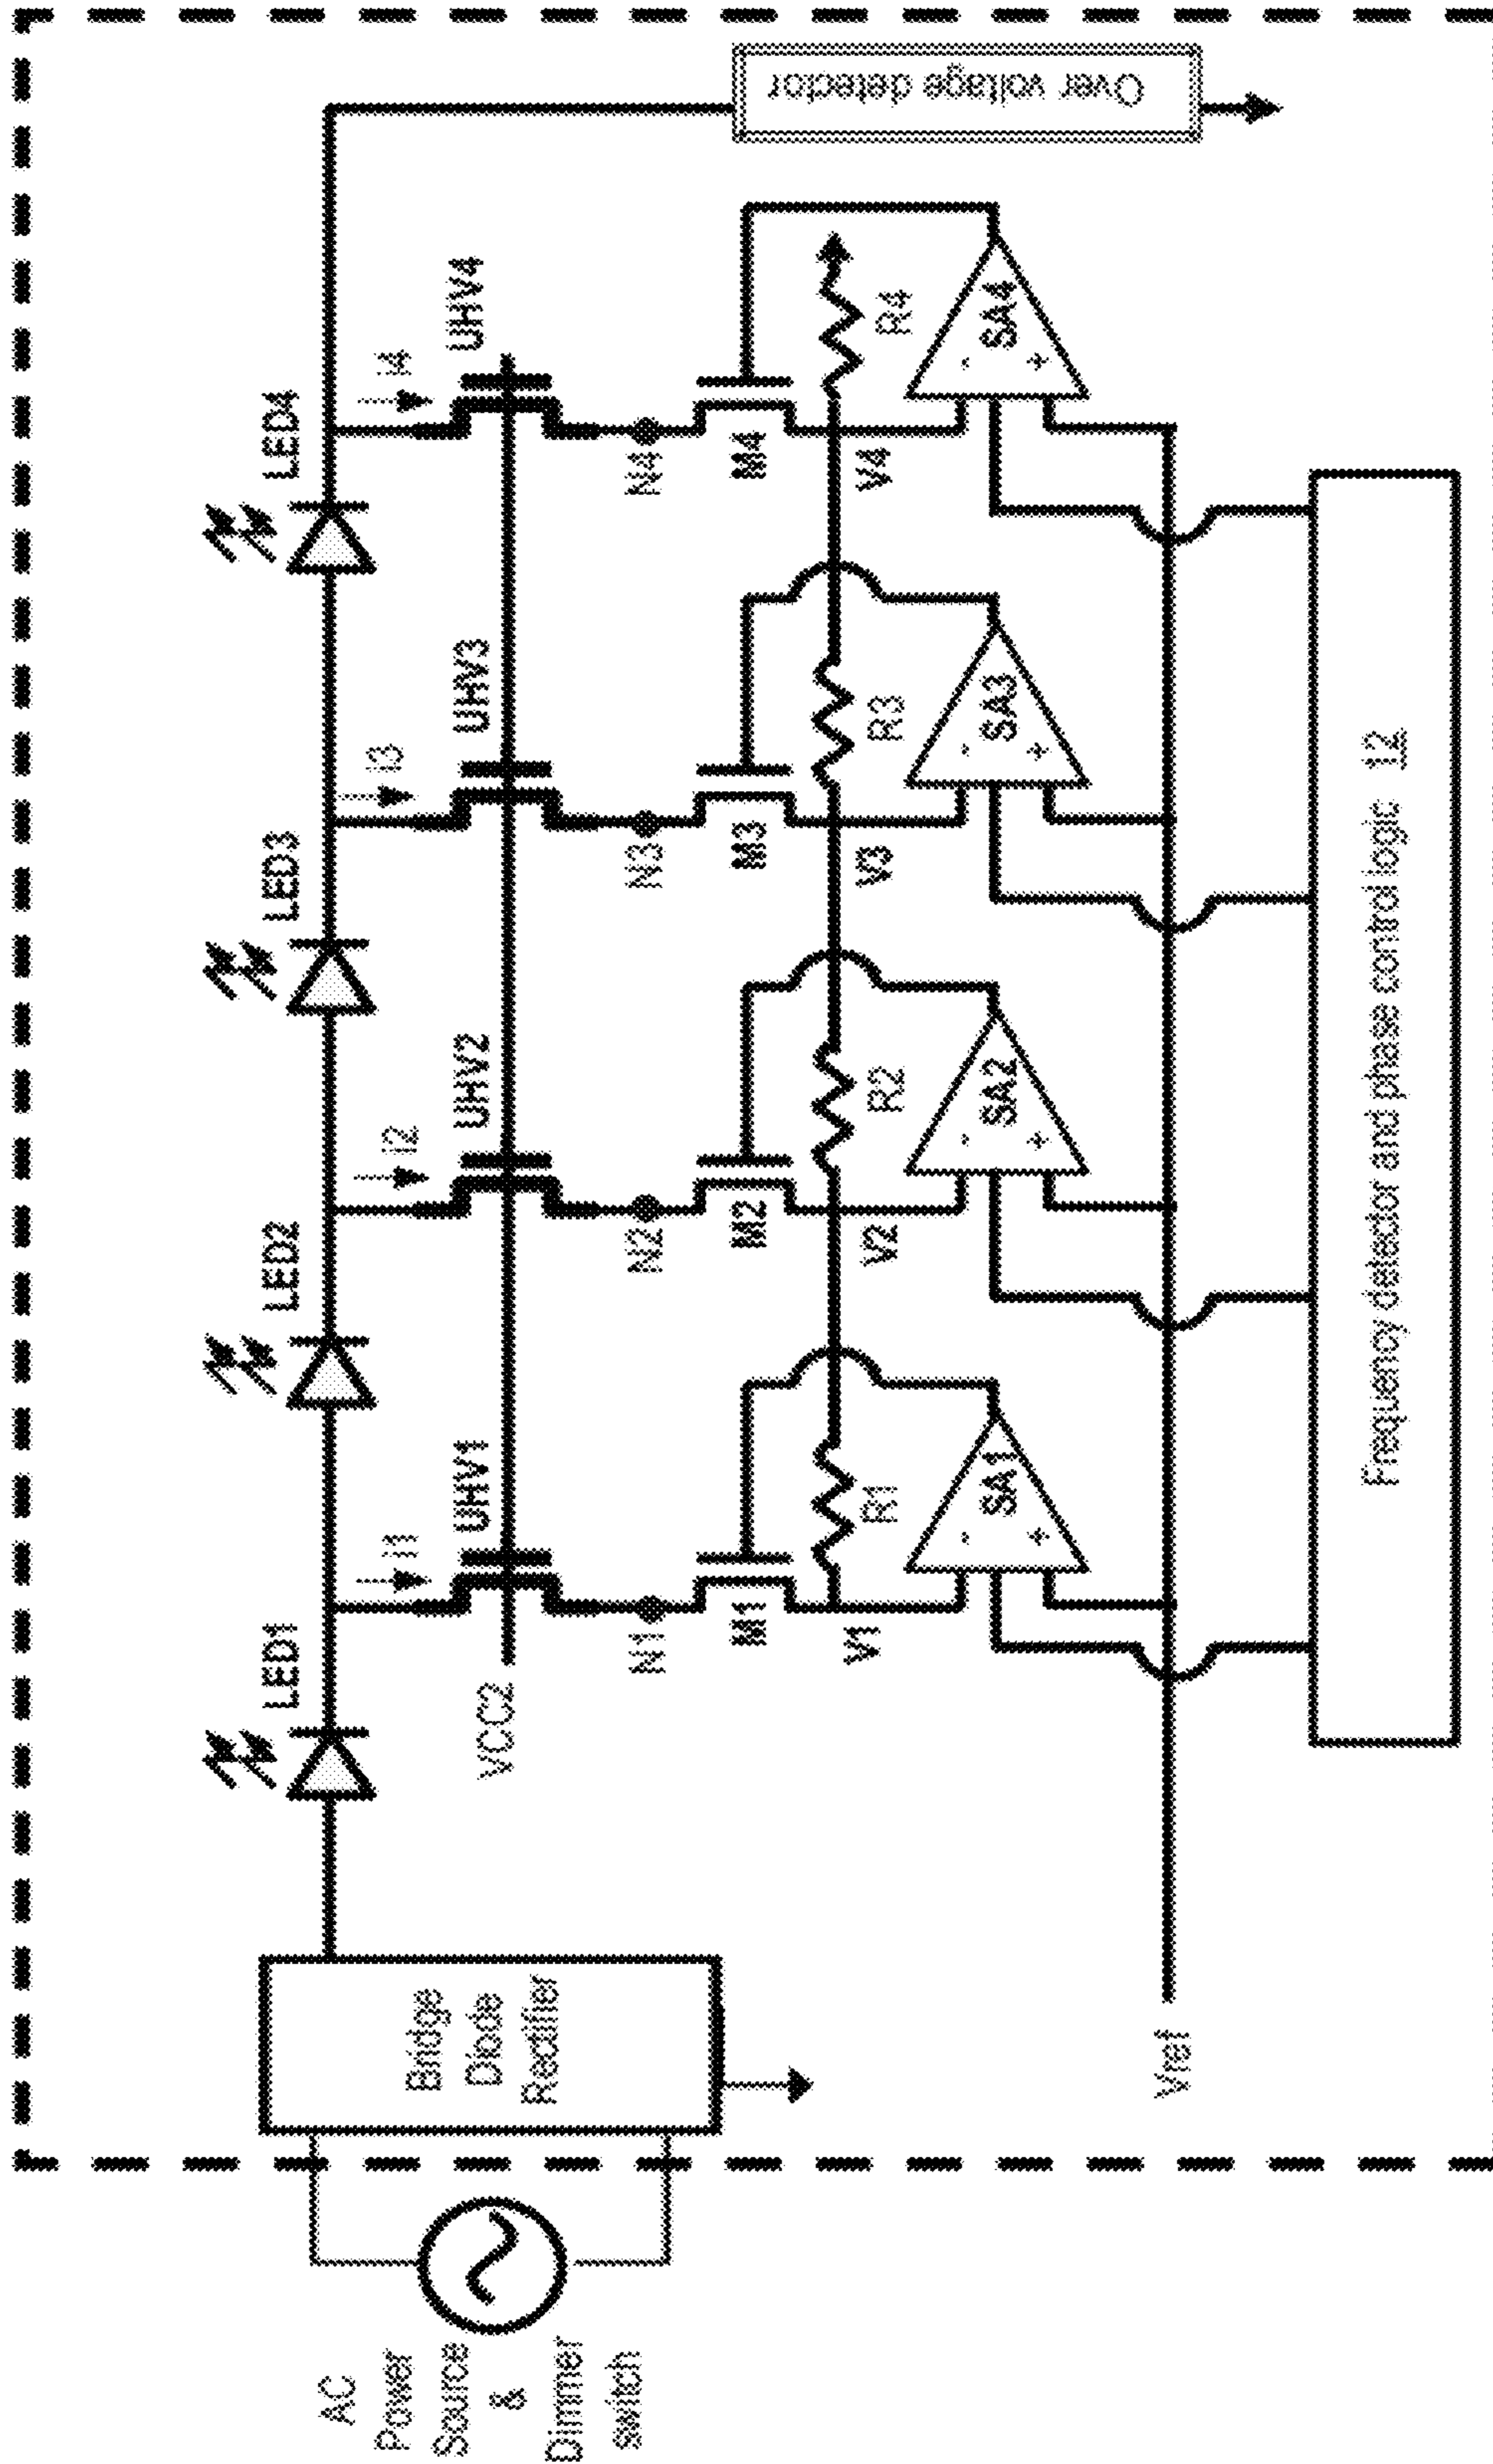 AC
Power
Source
&
Dimmer
switch
Bridge
Diode
Rectifier
LED1
LED2
LED3
LED4
I1
I2
I3
I4
UHV1
UHV2
UHV3
UHV4
VCC2
N1
N2
N3
N4
M1
M2
M3
M4
R1
R2
R3
R4
V1
V2
V3
V4
- SA1 +
- SA2 +
- SA3 +
- SA4 +
Vref
Frequency detector and phase control logic 12
Over voltage detector